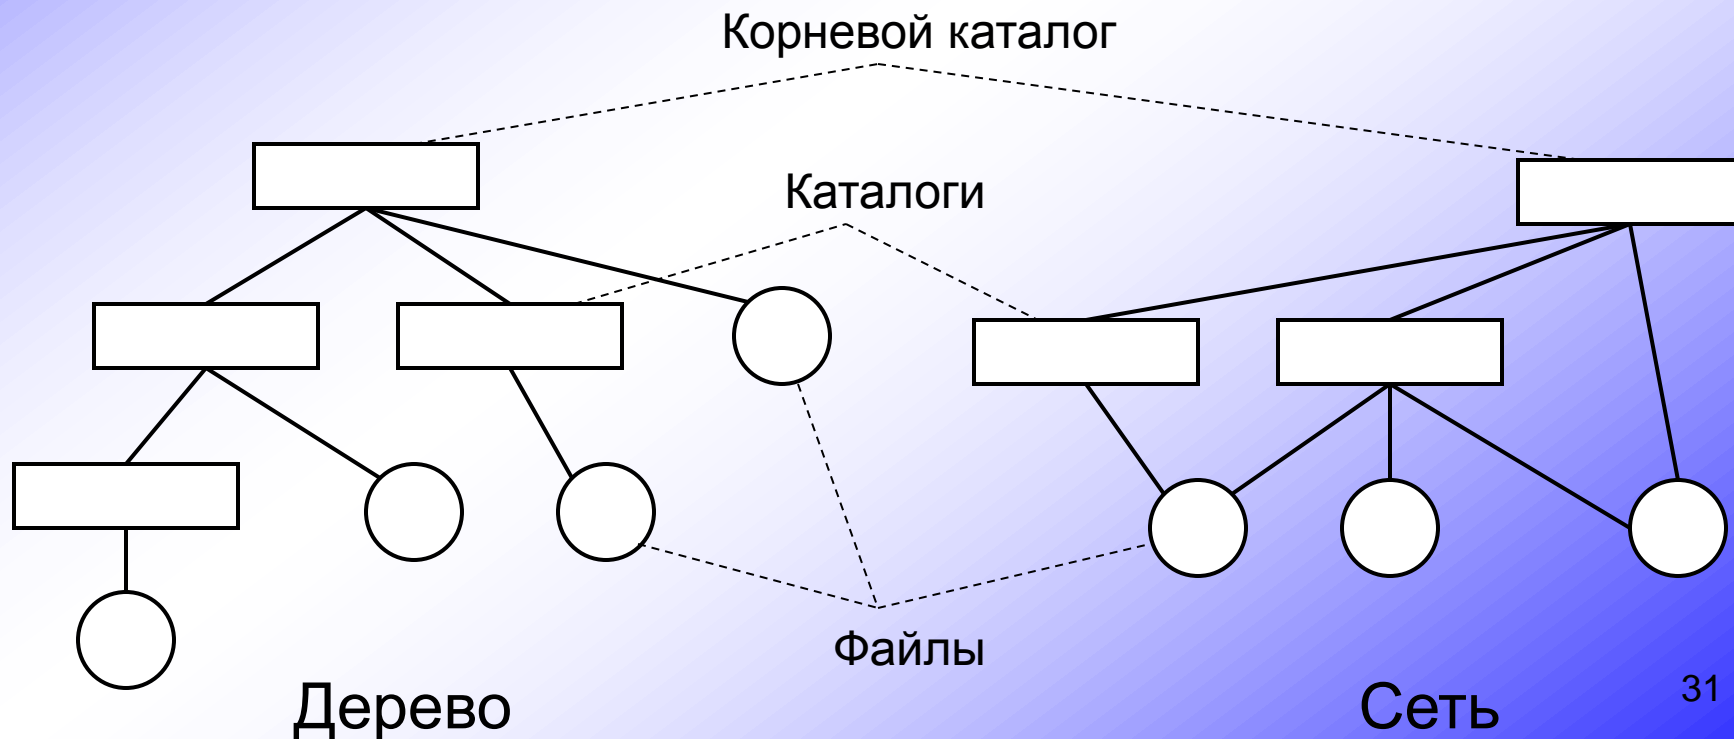 Корневой каталог
Каталоги
Файлы
Дерево
Сеть
31